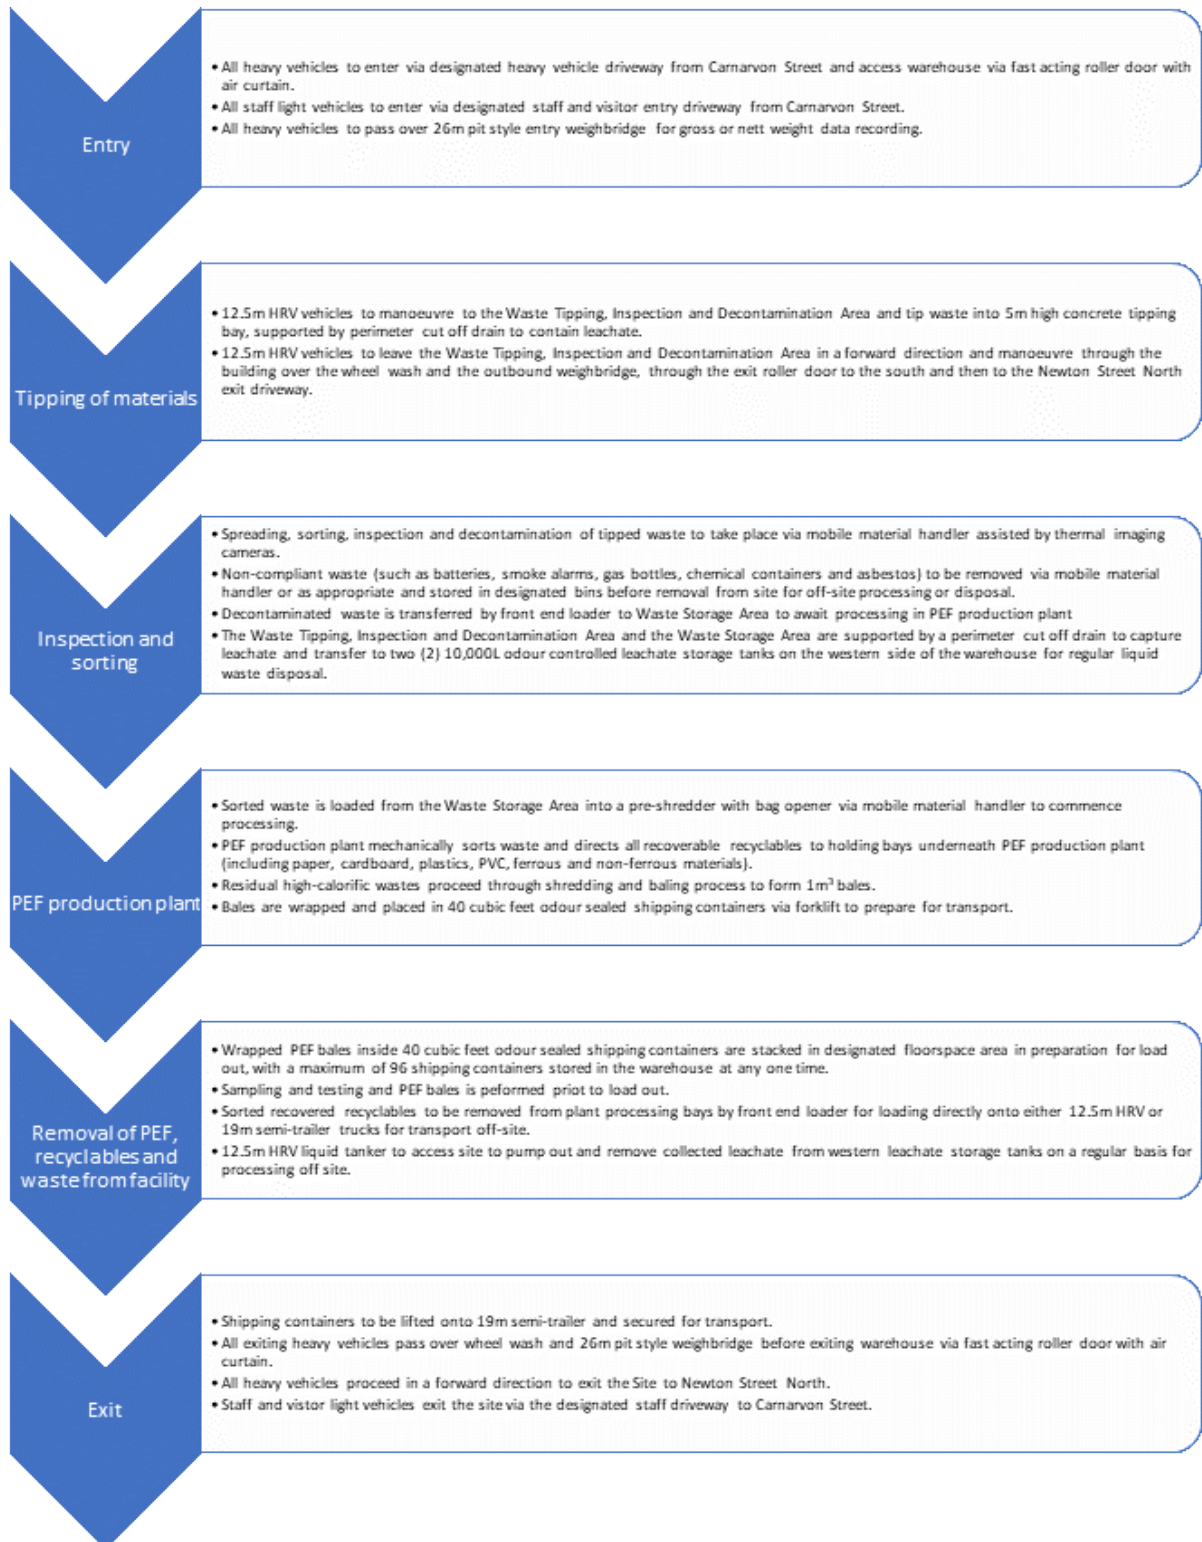 Entry
• All heavy vehicles to enter via designated heavy vehicle driveway from Carnarvon Street and access warehouse via fast acting roller door with
air curtain.
• All staff light vehicles to enter via designated staff and visitor entry driveway from Carnarvon Street.
• All heavy vehicles to pass over 26m pit style entry weighbridge for gross or nett weight data recording.
Tipping of materials
• 12.5m HRV vehicles to manoeuvre to the Waste Tipping, Inspection and Decontamination Area and tip waste into 5m high concrete tipping
bay, supported by perimeter cut off drain to contain leachate.
• 12.5m HRV vehicles to leave the Waste Tipping, Inspection and Decontamination Area in a forward direction and manoeuvre through the
building over the wheel wash and the outbound weighbridge, through the exit roller door to the south and then to the Newton Street North
exit driveway.
Inspection and
sorting
• Spreading, sorting, inspection and decontamination of tipped waste to take place via mobile material handler assisted by thermal imaging
cameras.
• Non-compliant waste (such as batteries, smoke alarms, gas bottles, chemical containers and asbestos) to be removed via mobile material
handler or as appropriate and stored in designated bins before removal from site for off-site processing or disposal.
• Decontaminated waste is transferred by front end loader to Waste Storage Area to await processing in PEF production plant
• The Waste Tipping, Inspection and Decontamination Area and the Waste Storage Area are supported by a perimeter cut off drain to capture
leachate and transfer to two (2) 10,000L odour controlled leachate storage tanks on the western side of the warehouse for regular liquid
waste disposal.
PEF production plant
• Sorted waste is loaded from the Waste Storage Area into a pre-shredder with bag opener via mobile material handler to commence
processing.
• PEF production plant mechanically sorts waste and directs all recoverable recyclables to holding bays underneath PEF production plant
(including paper, cardboard, plastics, PVC, ferrous and non-ferrous materials).
• Residual high-calorific wastes proceed through shredding and baling process to form 1m³ bales.
• Bales are wrapped and placed in 40 cubic feet odour sealed shipping containers via forklift to prepare for transport.
Removal of PEF,
recyclables and
waste from facility
• Wrapped PEF bales inside 40 cubic feet odour sealed shipping containers are stacked in designated floorspace area in preparation for load
out, with a maximum of 96 shipping containers stored in the warehouse at any one time.
• Sampling and testing and PEF bales is peformed priot to load out.
• Sorted recovered recyclables to be removed from plant processing bays by front end loader for loading directly onto either 12.5m HRV or
19m semi-trailer trucks for transport off-site.
• 12.5m HRV liquid tanker to access site to pump out and remove collected leachate from western leachate storage tanks on a regular basis for
processing off site.
Exit
• Shipping containers to be lifted onto 19m semi-trailer and secured for transport.
• All exiting heavy vehicles pass over wheel wash and 26m pit style weighbridge before exiting warehouse via fast acting roller door with air
curtain.
• All heavy vehicles proceed in a forward direction to exit the Site to Newton Street North.
• Staff and vistor light vehicles exit the site via the designated staff driveway to Carnarvon Street.